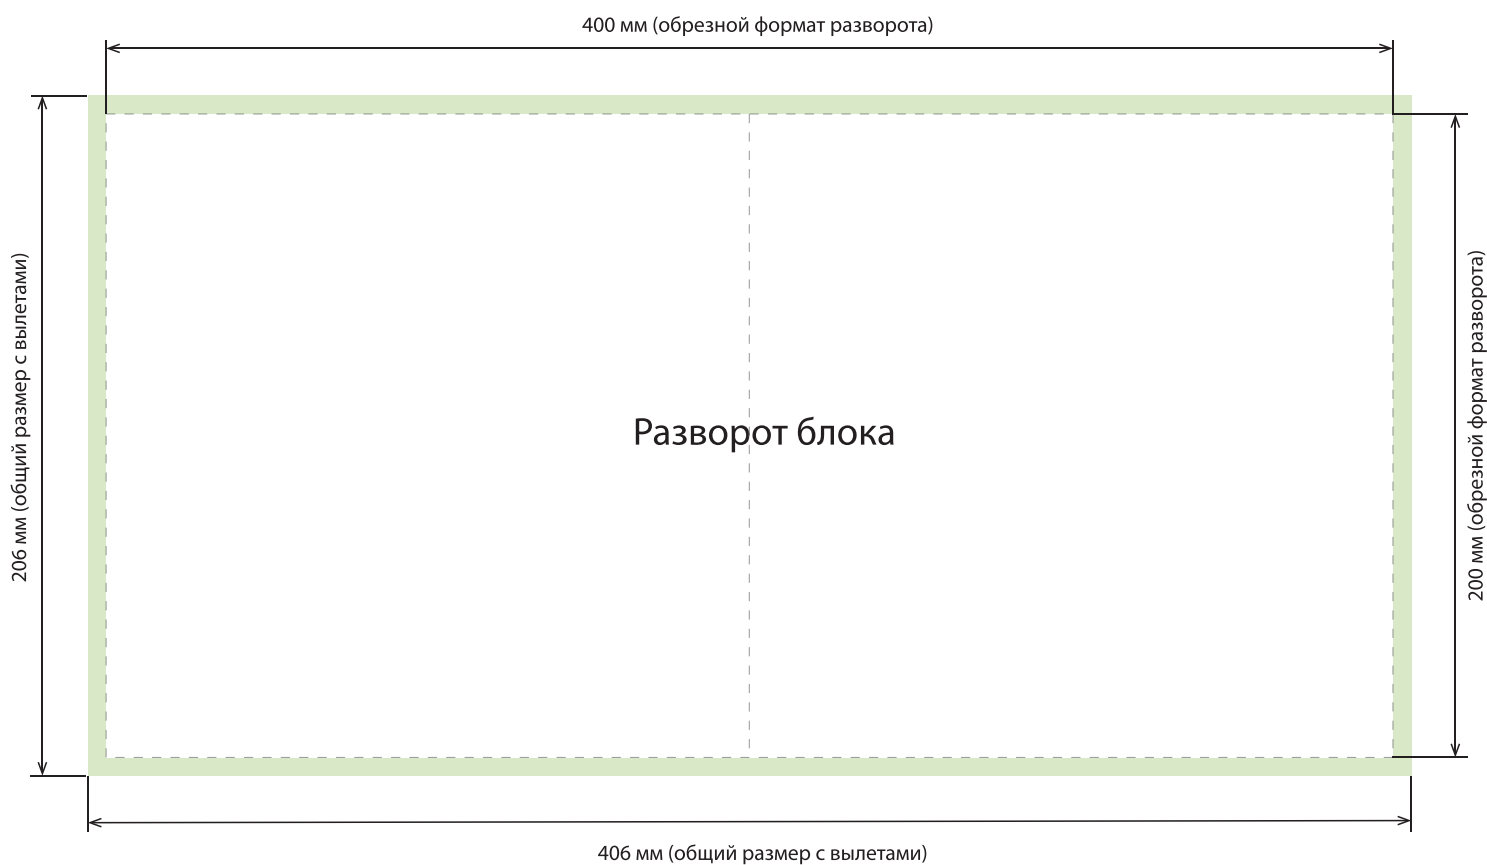 400 мм (обрезной формат разворота)
206 мм (общий размер с вылетами)
Разворот блока
200 мм (обрезной формат разворота)
406 мм (общий размер с вылетами)